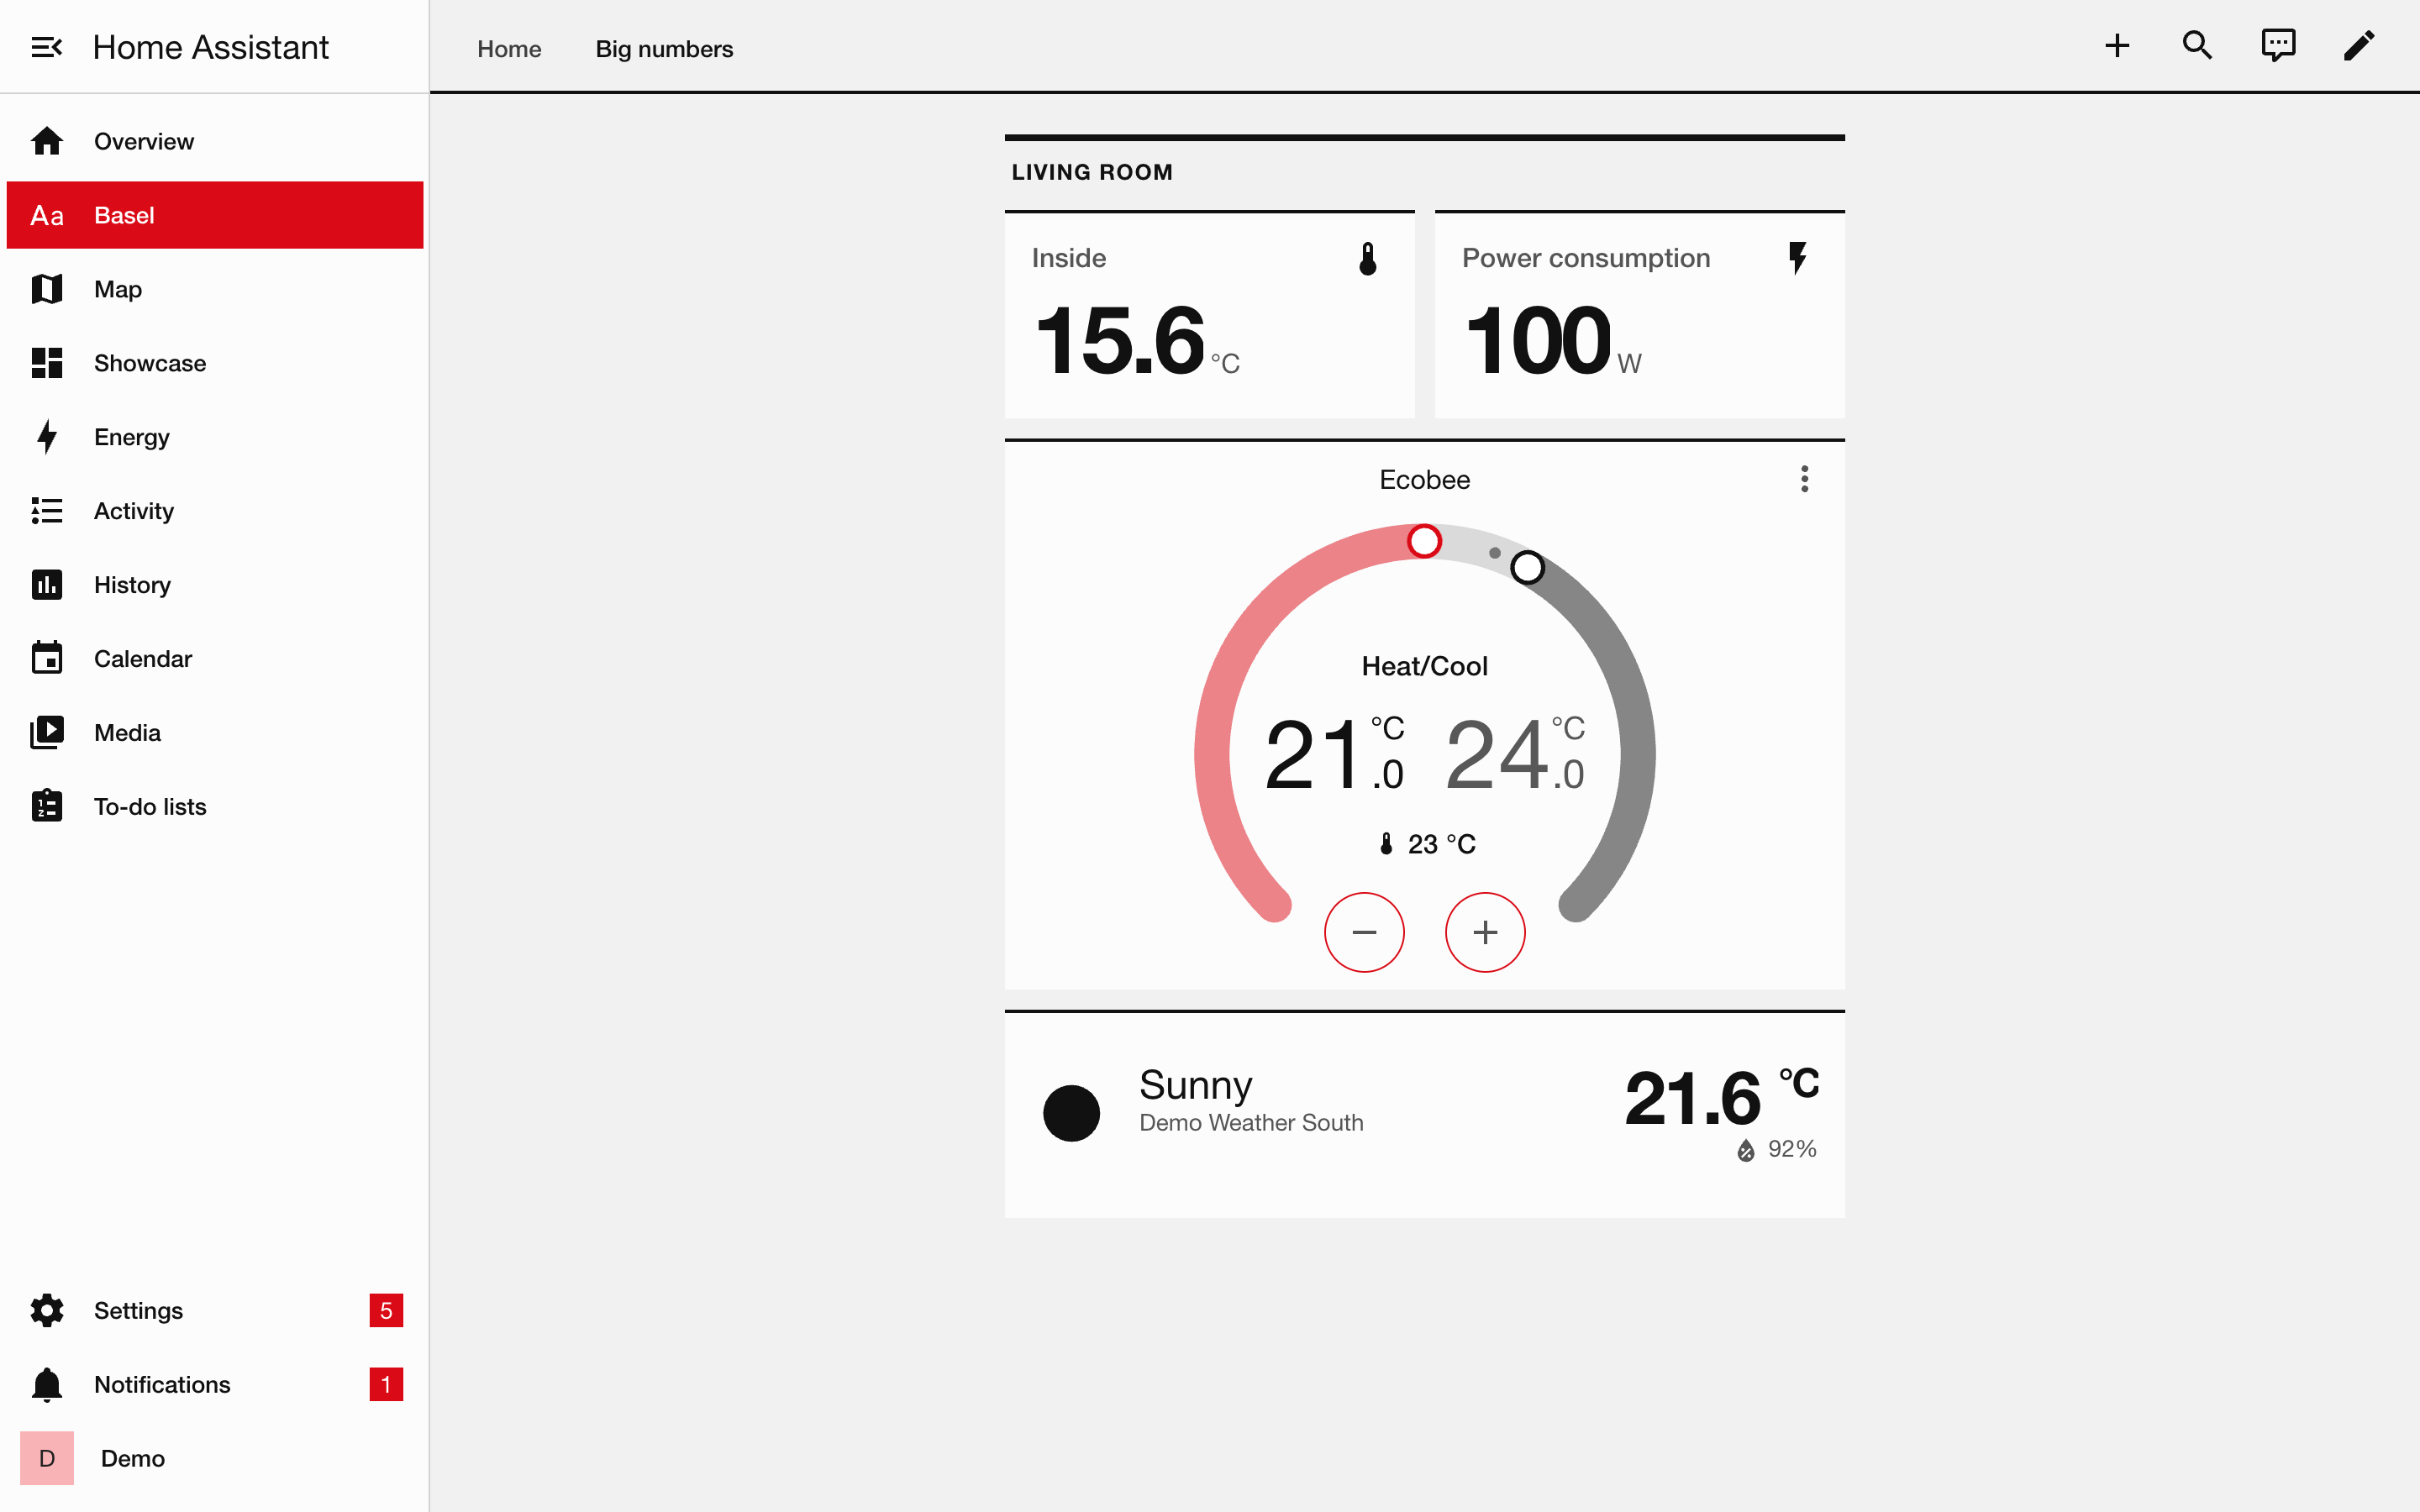 Home Assistant
Home
Big numbers
Overview
Aa Basel
Map
Showcase
Energy
Activity
History
Calendar
Media
To-do lists
Settings 5
Notifications 1
D Demo
LIVING ROOM
Inside
15.6 °C
Power consumption
100 W
Ecobee
Heat/Cool
21.0 °C 24.0 °C
23 °C
Sunny
Demo Weather South
21.6 °C
92%